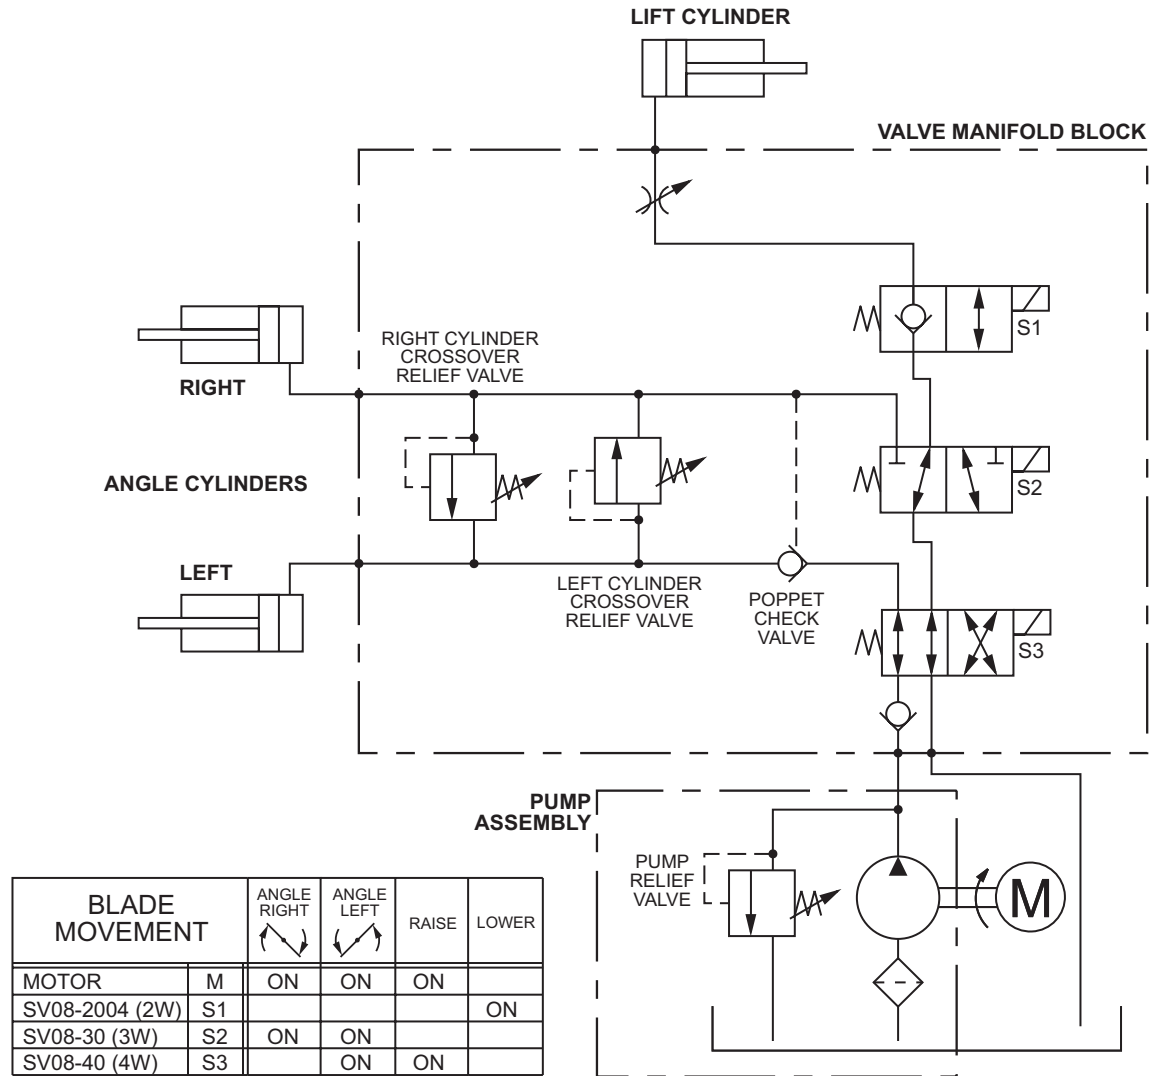 LIFT CYLINDER
VALVE MANIFOLD BLOCK
S1
RIGHT CYLINDER
CROSSOVER
RELIEF VALVE
RIGHT
ANGLE CYLINDERS
S2
LEFT
LEFT CYLINDER
CROSSOVER
RELIEF VALVE
POPPET
CHECK
VALVE
S3
PUMP
ASSEMBLY
PUMP
RELIEF
VALVE
M
BLADE
MOVEMENT
ANGLE
RIGHT
ANGLE
LEFT
RAISE
LOWER
MOTOR M ON ON ON
SV08-2004 (2W) S1 ON
SV08-30 (3W) S2 ON ON
SV08-40 (4W) S3 ON ON